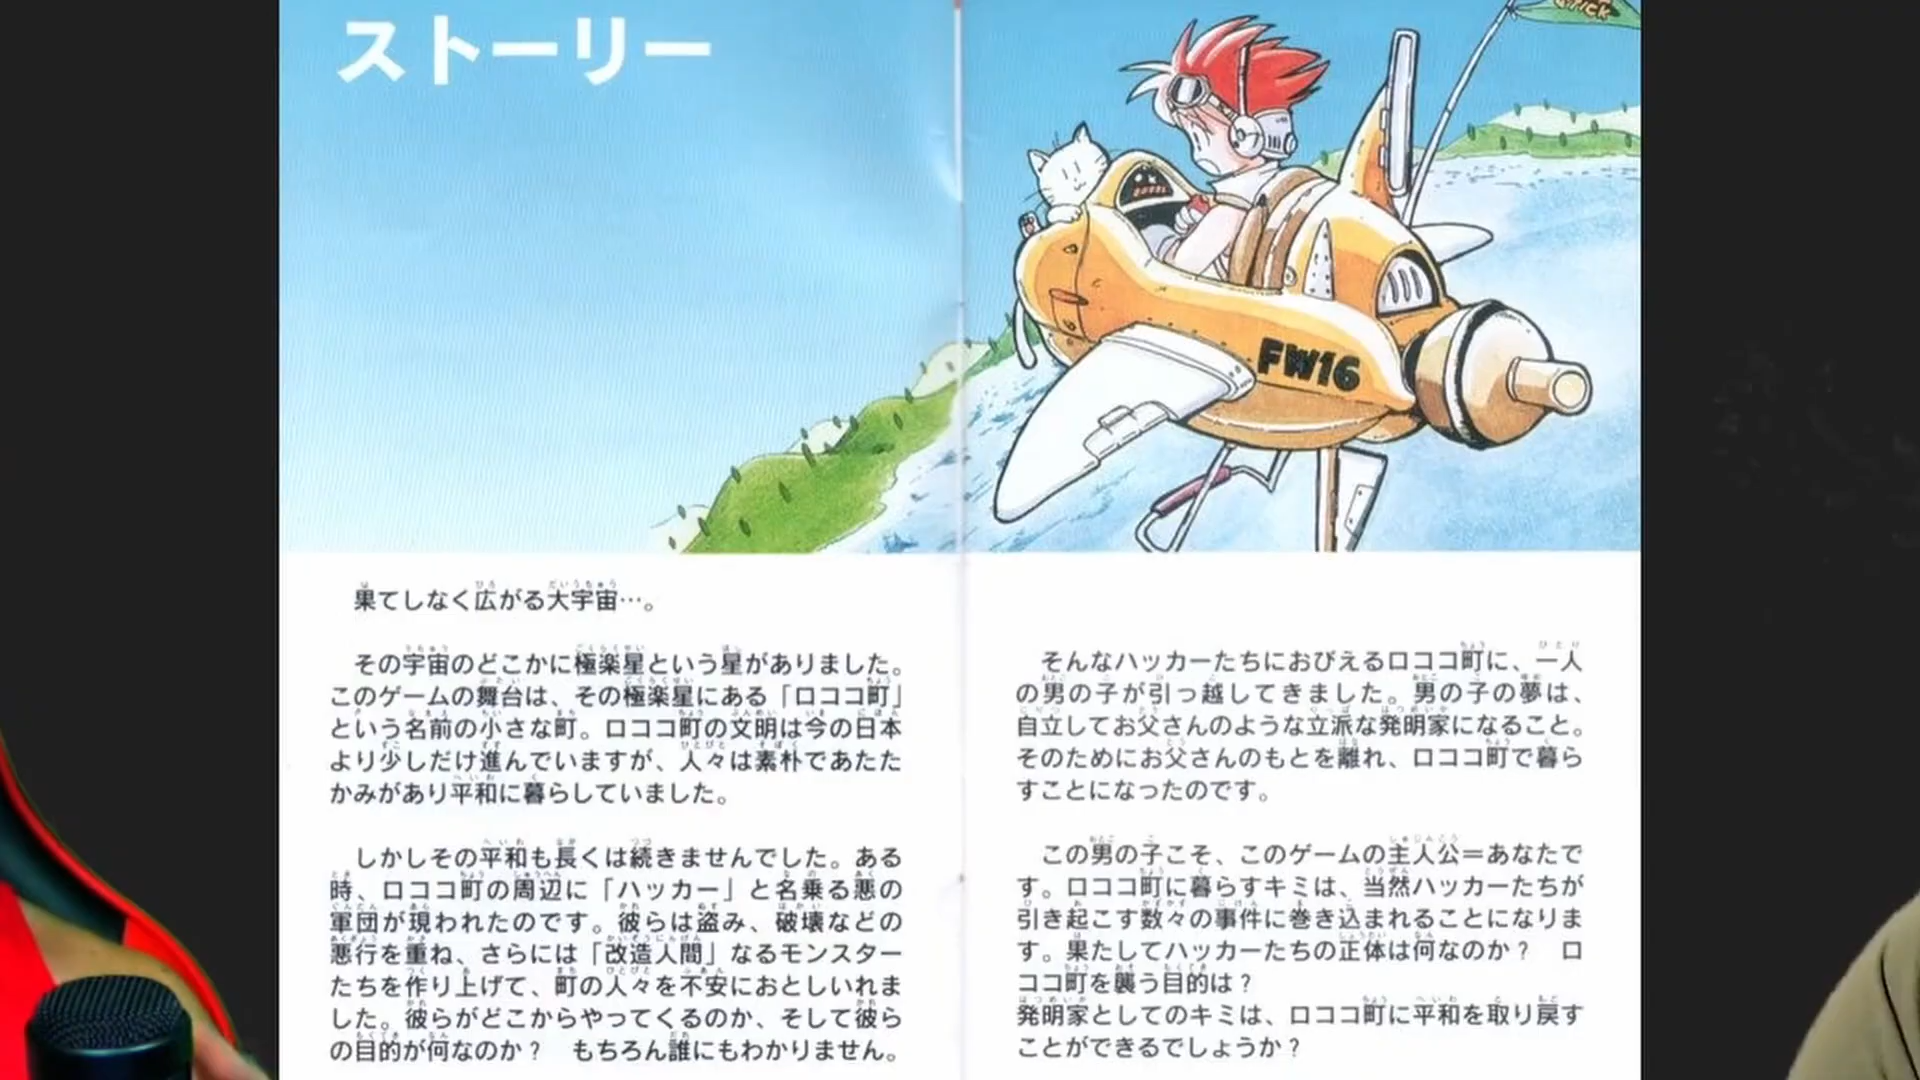 ストーリー
FW16
果てしなく広がる大宇宙…。
その宇宙のどこかに極楽星という星がありました。
このゲームの舞台は、その極楽星にある「ロココ町」
という名前の小さな町。ロココ町の文明は今の日本
より少しだけ進んでいますが、人々は素朴であたた
かみがあり平和に暮らしていました。
しかしその平和も長くは続きませんでした。ある
時、ロココ町の周辺に「ハッカー」と名乗る悪の
軍団が現われたのです。彼らは盗み、破壊などの
悪行を重ね、さらには「改造人間」なるモンスター
たちを作り上げて、町の人々を不安におとしいれま
した。彼らがどこからやってくるのか、そして彼ら
の目的が何なのか？　もちろん誰にもわかりません。
そんなハッカーたちにおびえるロココ町に、一人
の男の子が引っ越してきました。男の子の夢は、
自立してお父さんのような立派な発明家になること。
そのためにお父さんのもとを離れ、ロココ町で暮ら
すことになったのです。
この男の子こそ、このゲームの主人公＝あなたで
す。ロココ町に暮らすキミは、当然ハッカーたちが
引き起こす数々の事件に巻き込まれることになりま
す。果たしてハッカーたちの正体は何なのか？　ロ
ココ町を襲う目的は？
発明家としてのキミは、ロココ町に平和を取り戻す
ことができるでしょうか？